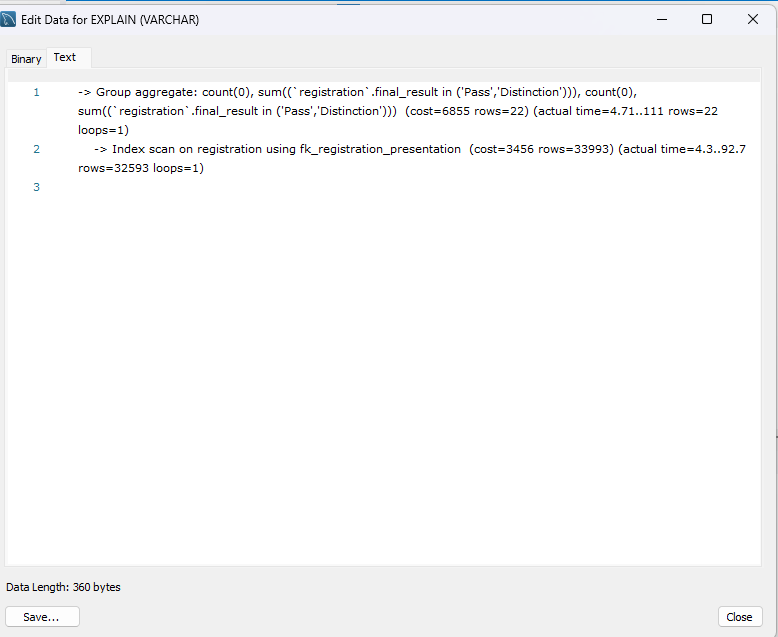 Edit Data for EXPLAIN (VARCHAR)
Binary
Text
1 -> Group aggregate: count(0), sum((`registration`.final_result in ('Pass','Distinction'))), count(0),
sum((`registration`.final_result in ('Pass','Distinction')))  (cost=6855 rows=22) (actual time=4.71..111 rows=22
loops=1)
2     -> Index scan on registration using fk_registration_presentation  (cost=3456 rows=33993) (actual time=4.3..92.7
rows=32593 loops=1)
3
Data Length: 360 bytes
Save...
Close